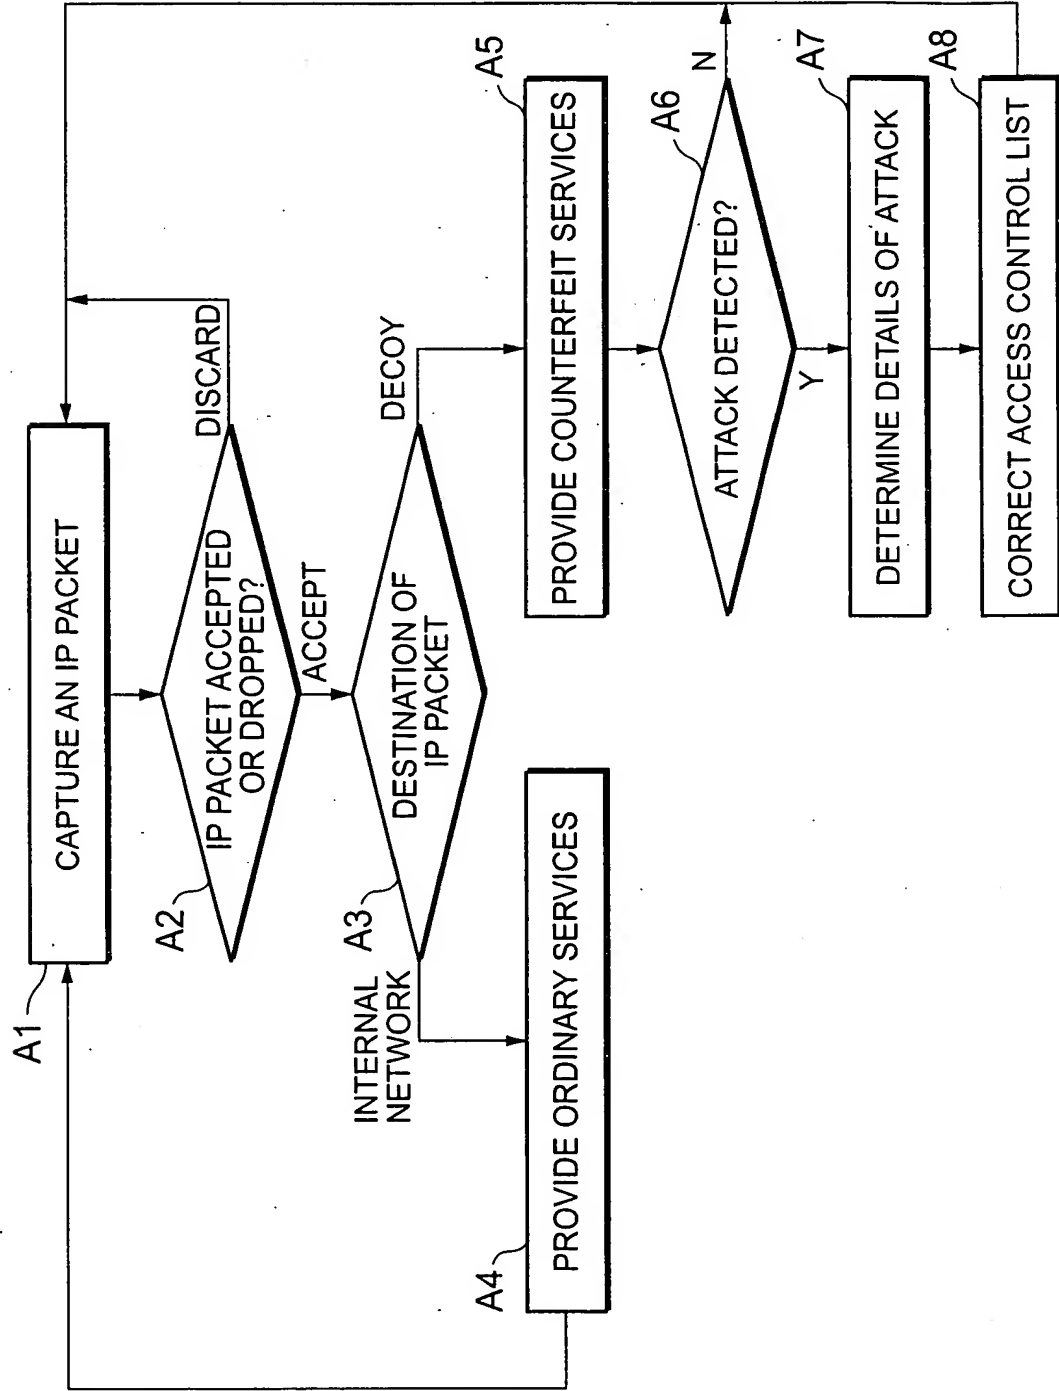 A1
CAPTURE AN IP PACKET
A2
IP PACKET ACCEPTED
OR DROPPED?
DISCARD
ACCEPT
A3
DESTINATION OF
IP PACKET
INTERNAL
NETWORK
DECOY
A4
PROVIDE ORDINARY SERVICES
A5
PROVIDE COUNTERFEIT SERVICES
A6
ATTACK DETECTED?
N
Y
A7
DETERMINE DETAILS OF ATTACK
A8
CORRECT ACCESS CONTROL LIST